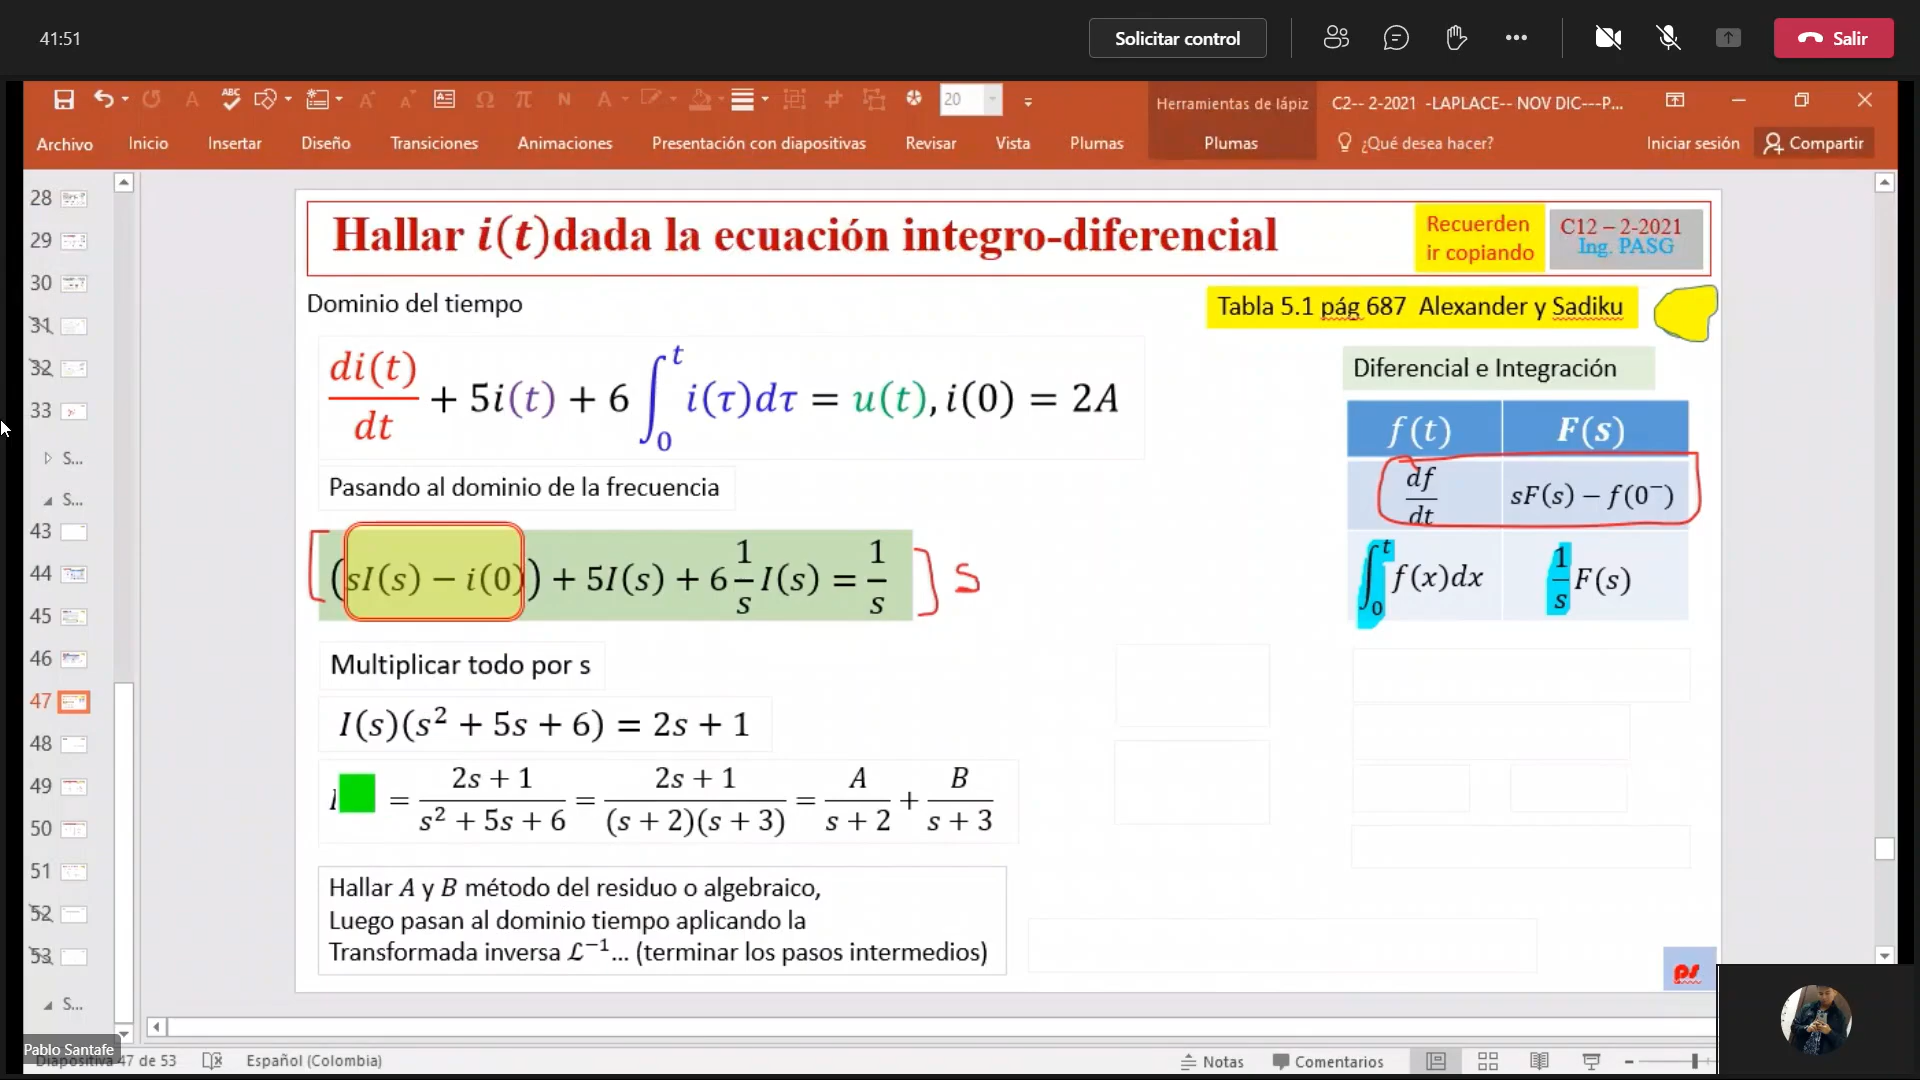 41:51
Solicitar control
Salir
20
Herramientas de lápiz
C2-- 2-2021 -LAPLACE-- NOV DIC---P...
Archivo Inicio Insertar Diseño Transiciones Animaciones Presentación con diapositivas Revisar Vista Plumas Plumas ¿Qué desea hacer? Iniciar sesión Compartir
28
29
30
31
32
33
S...
S...
43
44
45
46
47
48
49
50
51
52
53
S...
Hallar i(t)dada la ecuación integro-diferencial
Recuerden
ir copiando
C12 – 2-2021
Ing. PASG
Dominio del tiempo
Tabla 5.1 pág 687 Alexander y Sadiku
di(t)/dt + 5i(t) + 6 ∫₀ᵗ i(τ)dτ = u(t), i(0) = 2A
Diferencial e Integración
f(t) F(s)
df/dt sF(s) − f(0⁻)
∫₀ᵗ f(x)dx 1/s F(s)
Pasando al dominio de la frecuencia
[(sI(s) − i(0)) + 5I(s) + 6 1/s I(s) = 1/s] s
Multiplicar todo por s
I(s)(s² + 5s + 6) = 2s + 1
I = 2s + 1/s² + 5s + 6 = 2s + 1/(s + 2)(s + 3) = A/s + 2 + B/s + 3
Hallar A y B método del residuo o algebraico,
Luego pasan al dominio tiempo aplicando la
Transformada inversa ℒ⁻¹... (terminar los pasos intermedios)
ps
Pablo Santafe
Diapositiva 47 de 53 Español (Colombia) Notas Comentarios